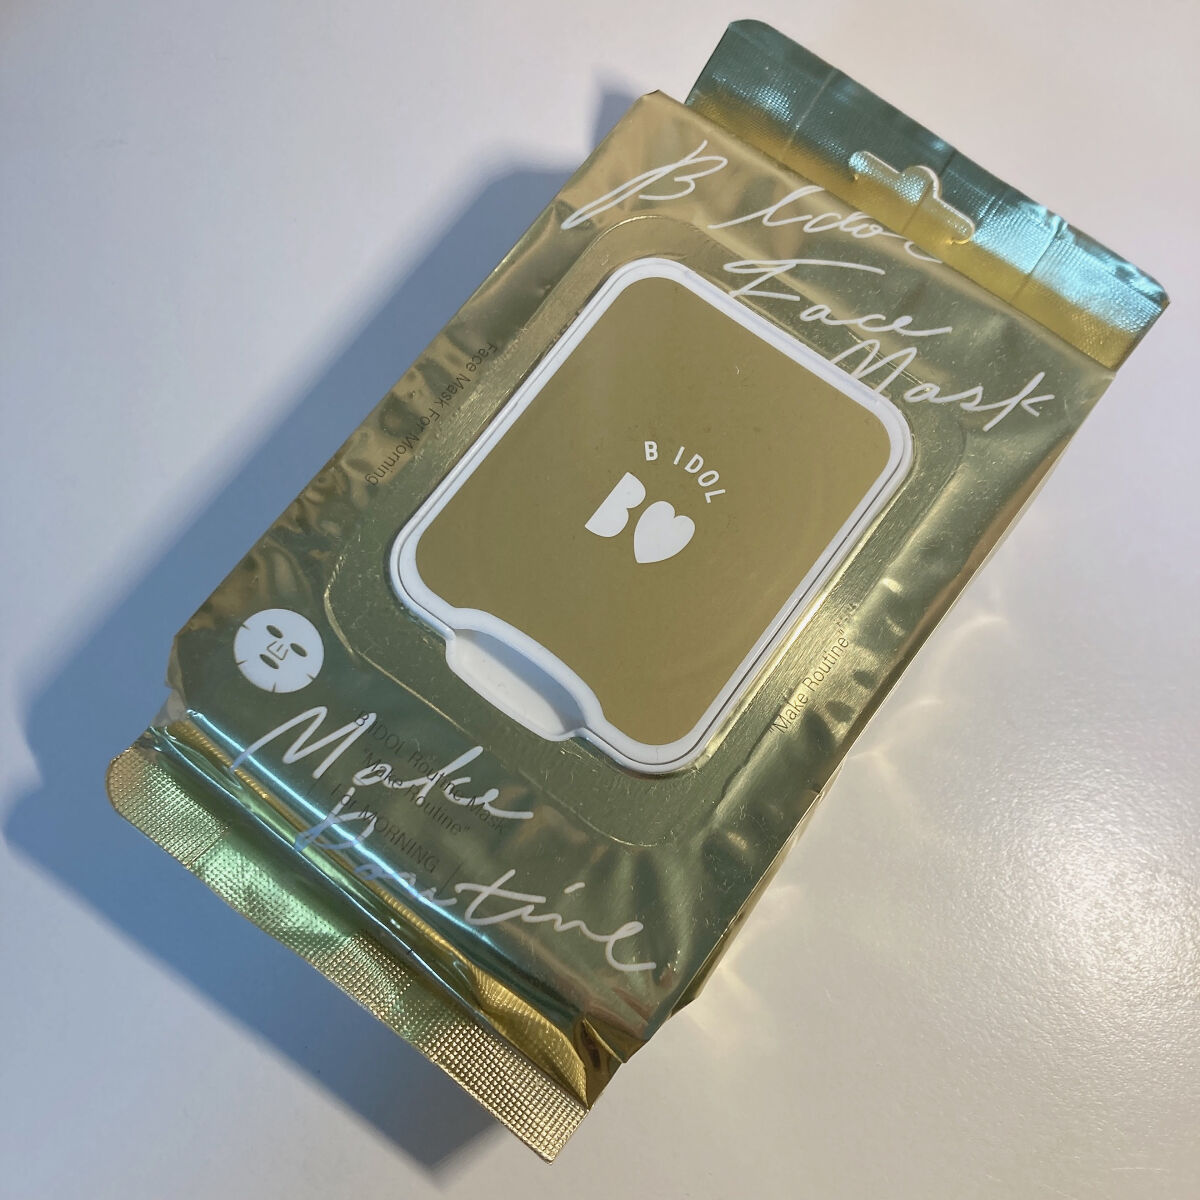 B Idol
Face
Mask
Face Mask For Morning
B IDOL
B
"Make Routine"
Make
Routine
B IDOL Routine Mask
"Make Routine"
For MORNING